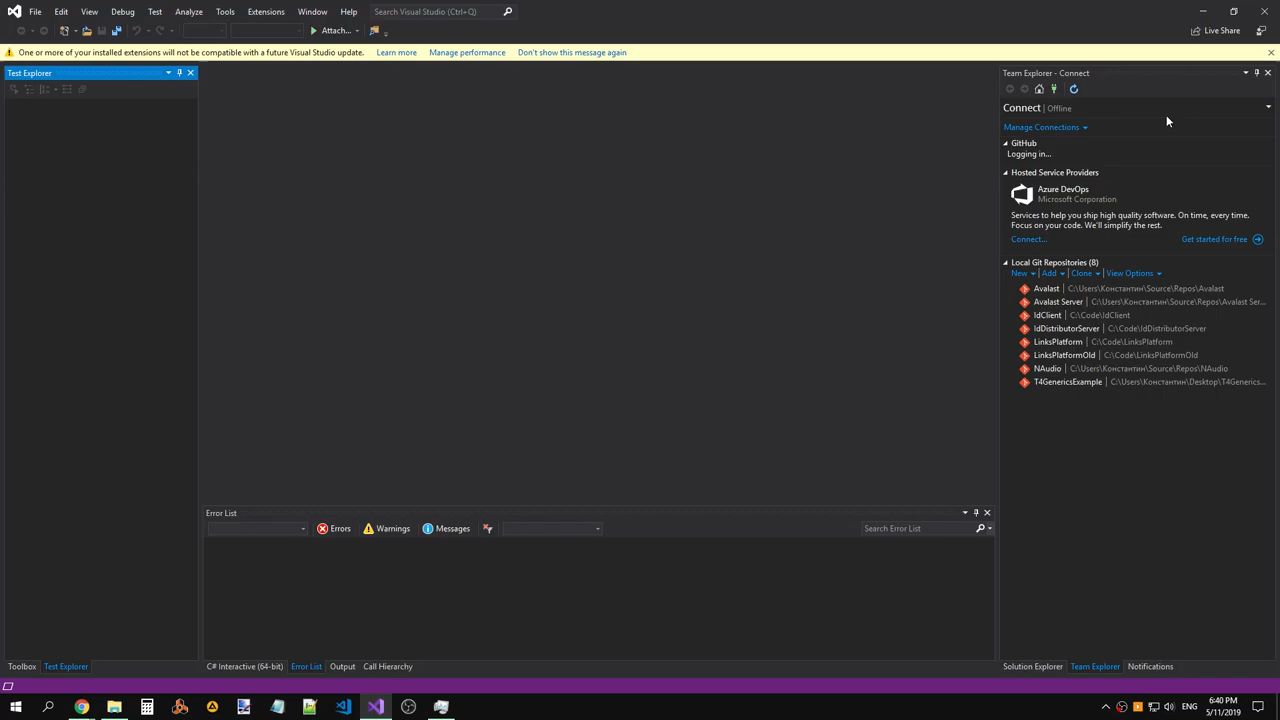 File Edit View Debug Test Analyze Tools Extensions Window Help Search Visual Studio (Ctrl+Q)
Attach... Live Share
One or more of your installed extensions will not be compatible with a future Visual Studio update. Learn more Manage performance Don't show this message again
Test Explorer
Team Explorer - Connect
Connect | Offline
Manage Connections
GitHub
Logging in...
Hosted Service Providers
Azure DevOps
Microsoft Corporation
Services to help you ship high quality software. On time, every time.
Focus on your code. We'll simplify the rest.
Connect... Get started for free
Local Git Repositories (8)
New | Add | Clone | View Options
Avalast | C:\Users\Константин\Source\Repos\Avalast
Avalast Server | C:\Users\Константин\Source\Repos\Avalast Ser...
IdClient | C:\Code\IdClient
IdDistributorServer | C:\Code\IdDistributorServer
LinksPlatform | C:\Code\LinksPlatform
LinksPlatformOld | C:\Code\LinksPlatformOld
NAudio | C:\Users\Константин\Source\Repos\NAudio
T4GenericsExample | C:\Users\Константин\Desktop\T4Generics...
Error List
Errors Warnings Messages Search Error List
Toolbox Test Explorer
C# Interactive (64-bit) Error List Output Call Hierarchy
Solution Explorer Team Explorer Notifications
ENG
6:40 PM
5/11/2019